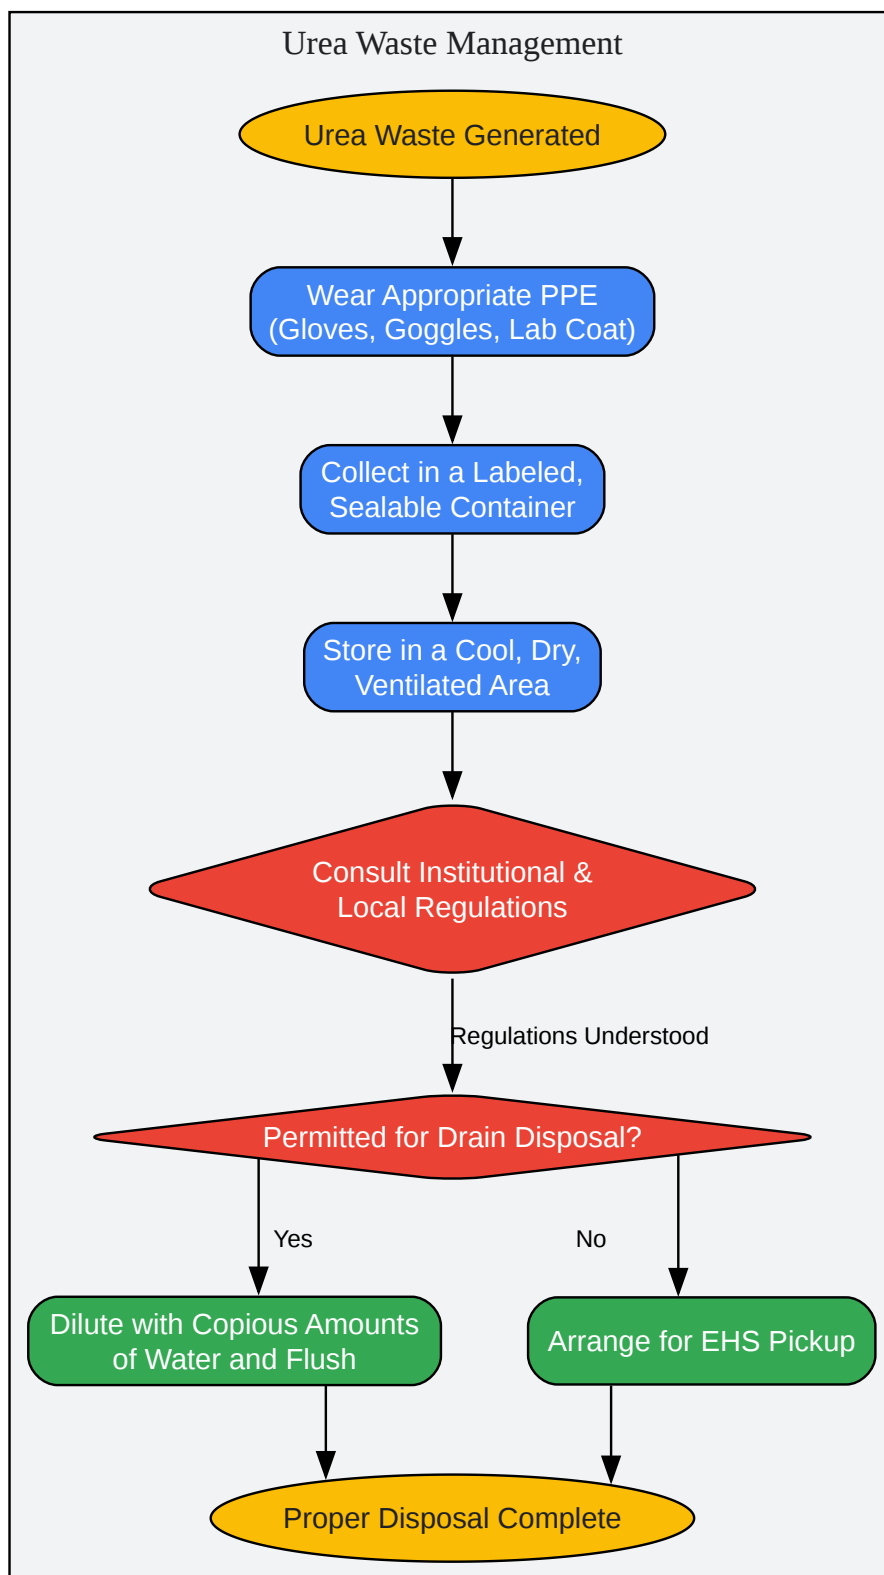 Urea Waste Management
Urea Waste Generated
Wear Appropriate PPE
(Gloves, Goggles, Lab Coat)
Collect in a Labeled,
Sealable Container
Store in a Cool, Dry,
Ventilated Area
Consult Institutional &
Local Regulations
Regulations Understood
Permitted for Drain Disposal?
Yes
No
Dilute with Copious Amounts
of Water and Flush
Arrange for EHS Pickup
Proper Disposal Complete